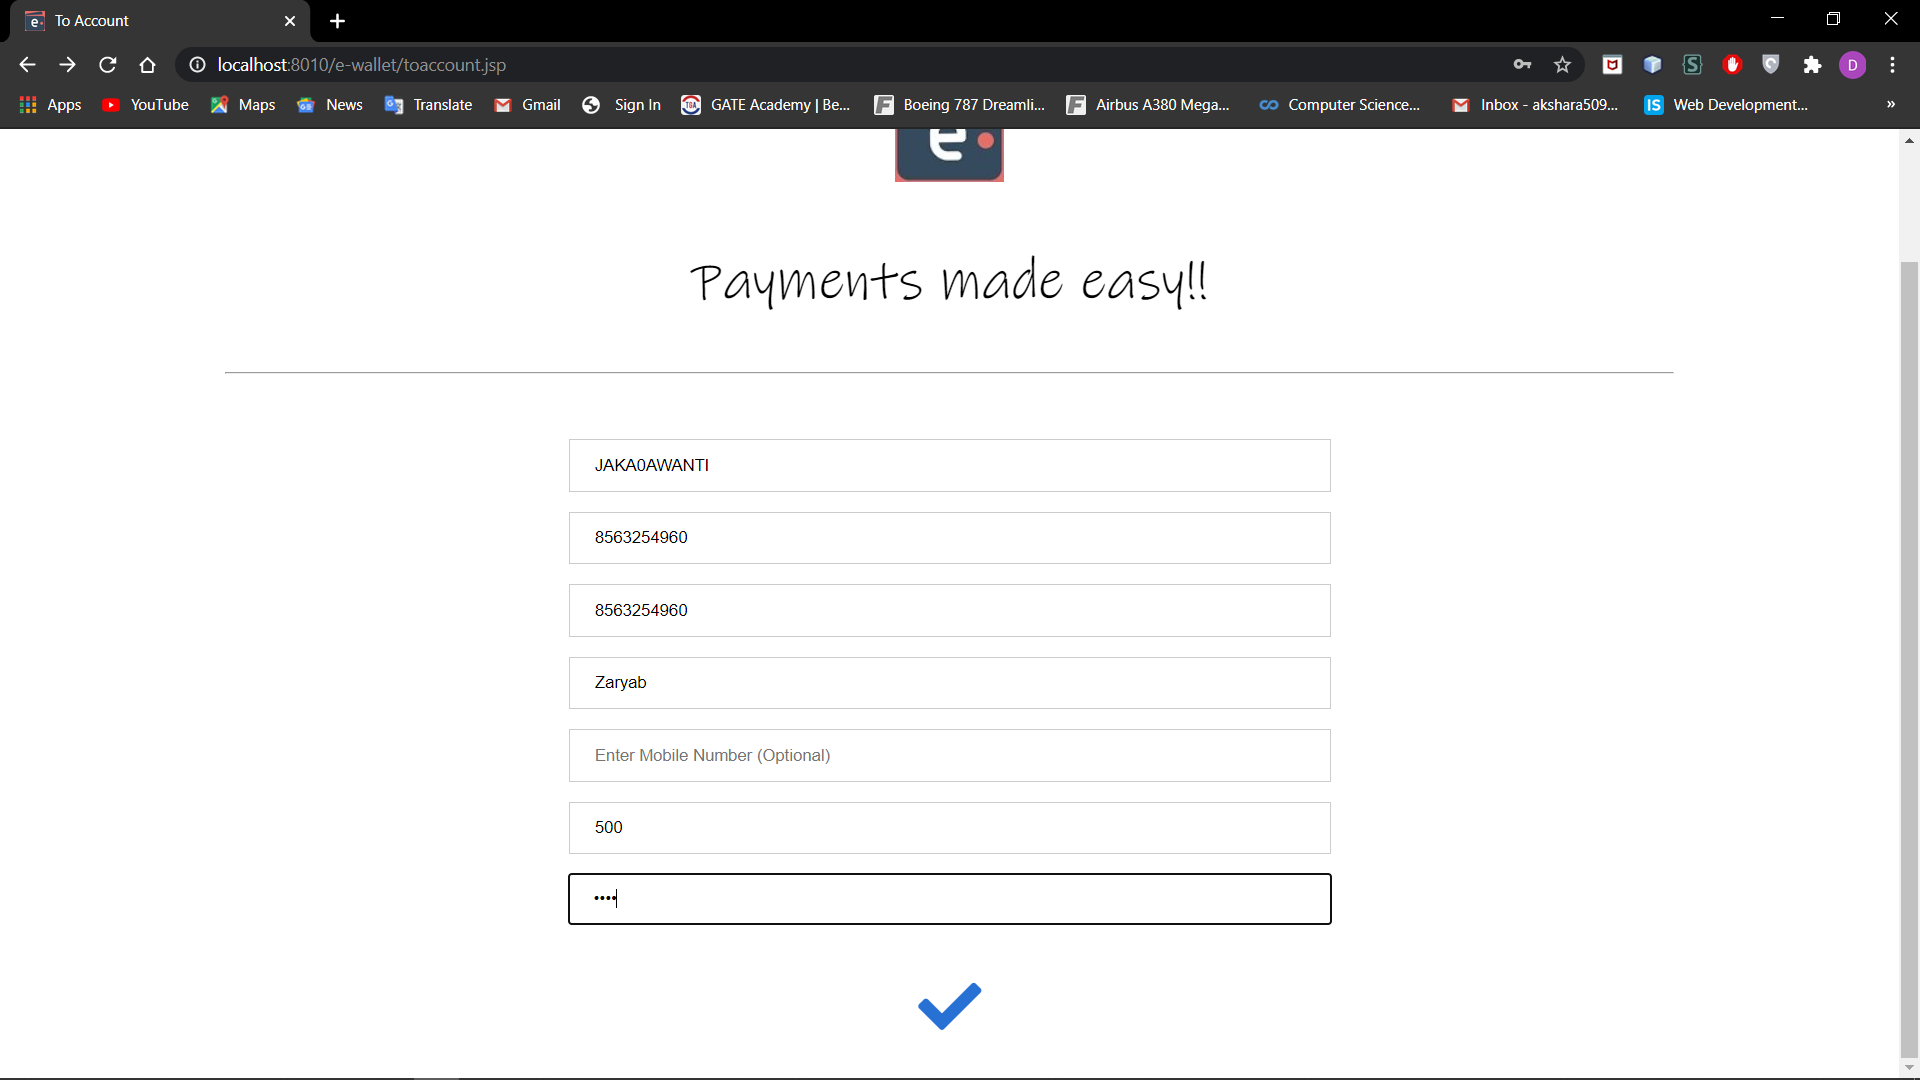 To Account
localhost:8010/e-wallet/toaccount.jsp
D
Apps YouTube Maps News Translate Gmail Sign In GATE Academy | Be... Boeing 787 Dreamli... Airbus A380 Mega... Computer Science... Inbox - akshara509... IS Web Development... »
e
Payments made easy!!
JAKA0AWANTI
8563254960
8563254960
Zaryab
Enter Mobile Number (Optional)
500
••••